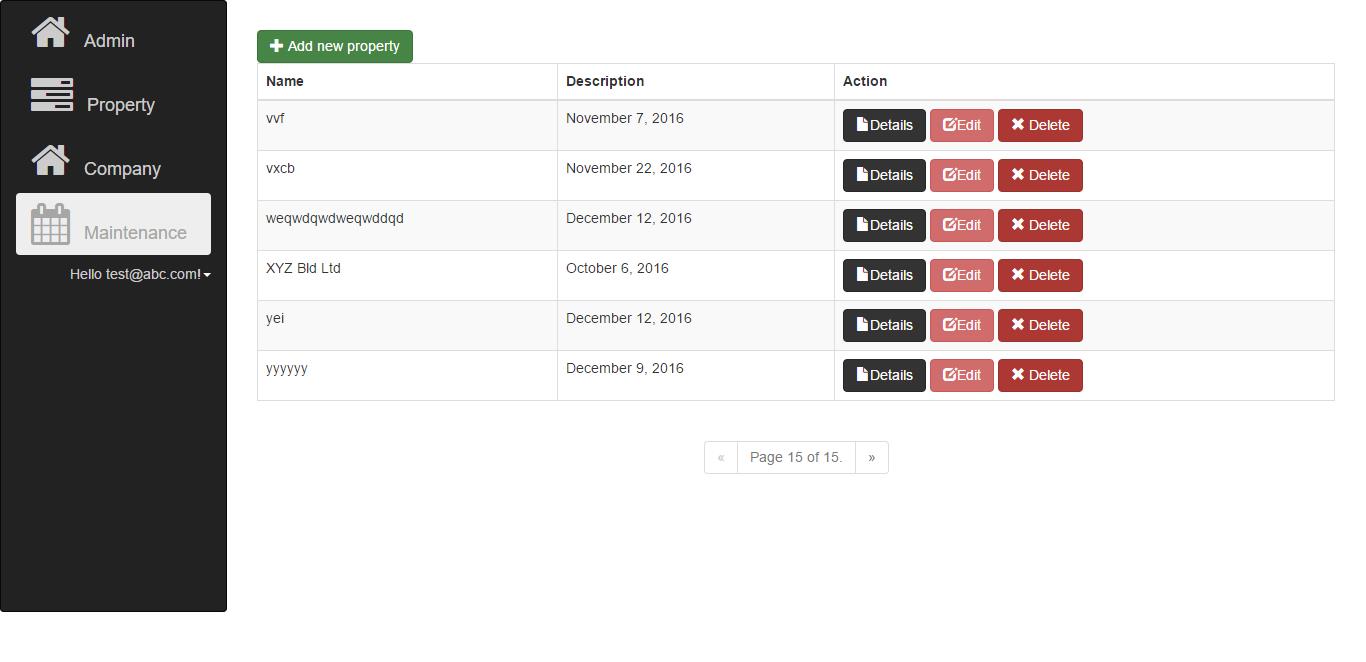 Admin
Property
Company
Maintenance
Hello test@abc.com!
Add new property
Name Description Action
vvf November 7, 2016 Details Edit Delete
vxcb November 22, 2016 Details Edit Delete
weqwdqwdweqwddqd December 12, 2016 Details Edit Delete
XYZ Bld Ltd October 6, 2016 Details Edit Delete
yei December 12, 2016 Details Edit Delete
yyyyyy December 9, 2016 Details Edit Delete
« Page 15 of 15. »